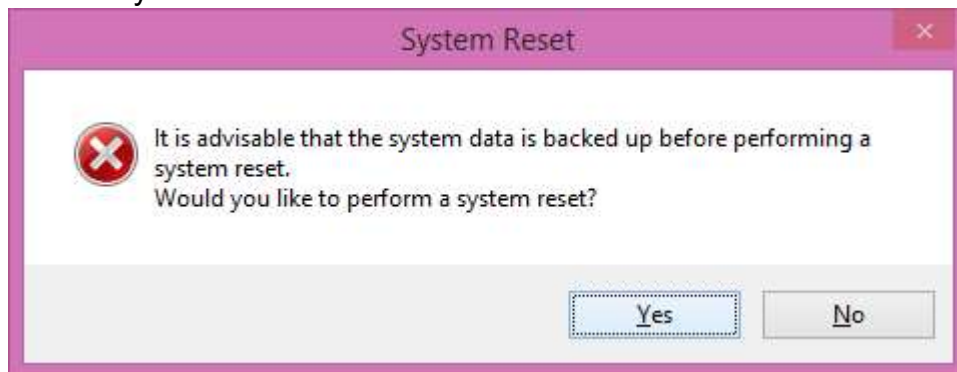 System Reset
It is advisable that the system data is backed up before performing a
system reset.
Would you like to perform a system reset?
Yes
No